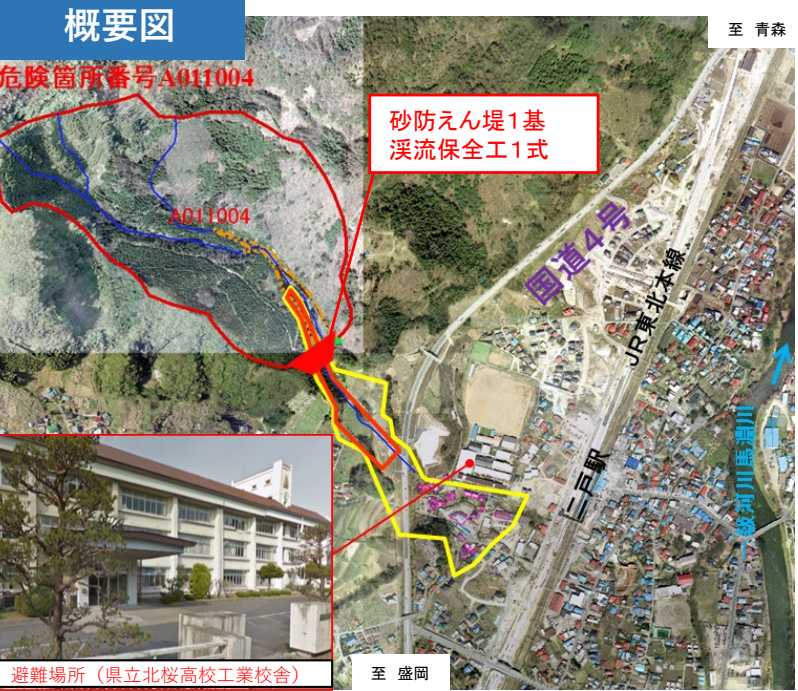 概要図
至 青森
危険箇所番号A011004
砂防えん堤1基
渓流保全工1式
A011004
国道4号
JR東北本線
二戸駅
一級河川馬淵川
避難場所（県立北桜高校工業校舎）
至 盛岡